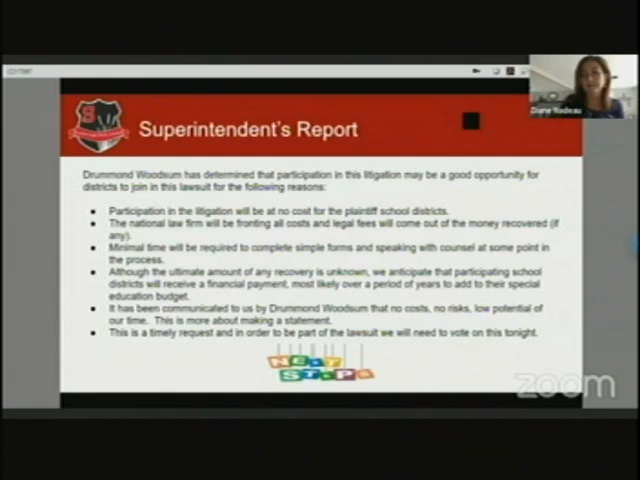 Diane Nadeau
S
Superintendent's Report
Drummond Woodsum has determined that participation in this litigation may be a good opportunity for
districts to join in this lawsuit for the following reasons:
● Participation in the litigation will be at no cost for the plaintiff school districts.
● The national law firm will be fronting all costs and legal fees will come out of the money recovered (if
any).
● Minimal time will be required to complete simple forms and speaking with counsel at some point in
the process.
● Although the ultimate amount of any recovery is unknown, we anticipate that participating school
districts will receive a financial payment, most likely over a period of years to add to their special
education budget.
● It has been communicated to us by Drummond Woodsum that no costs, no risks, low potential of
our time. This is more about making a statement.
● This is a timely request and in order to be part of the lawsuit we will need to vote on this tonight.
NEXT
STEPS
zoom